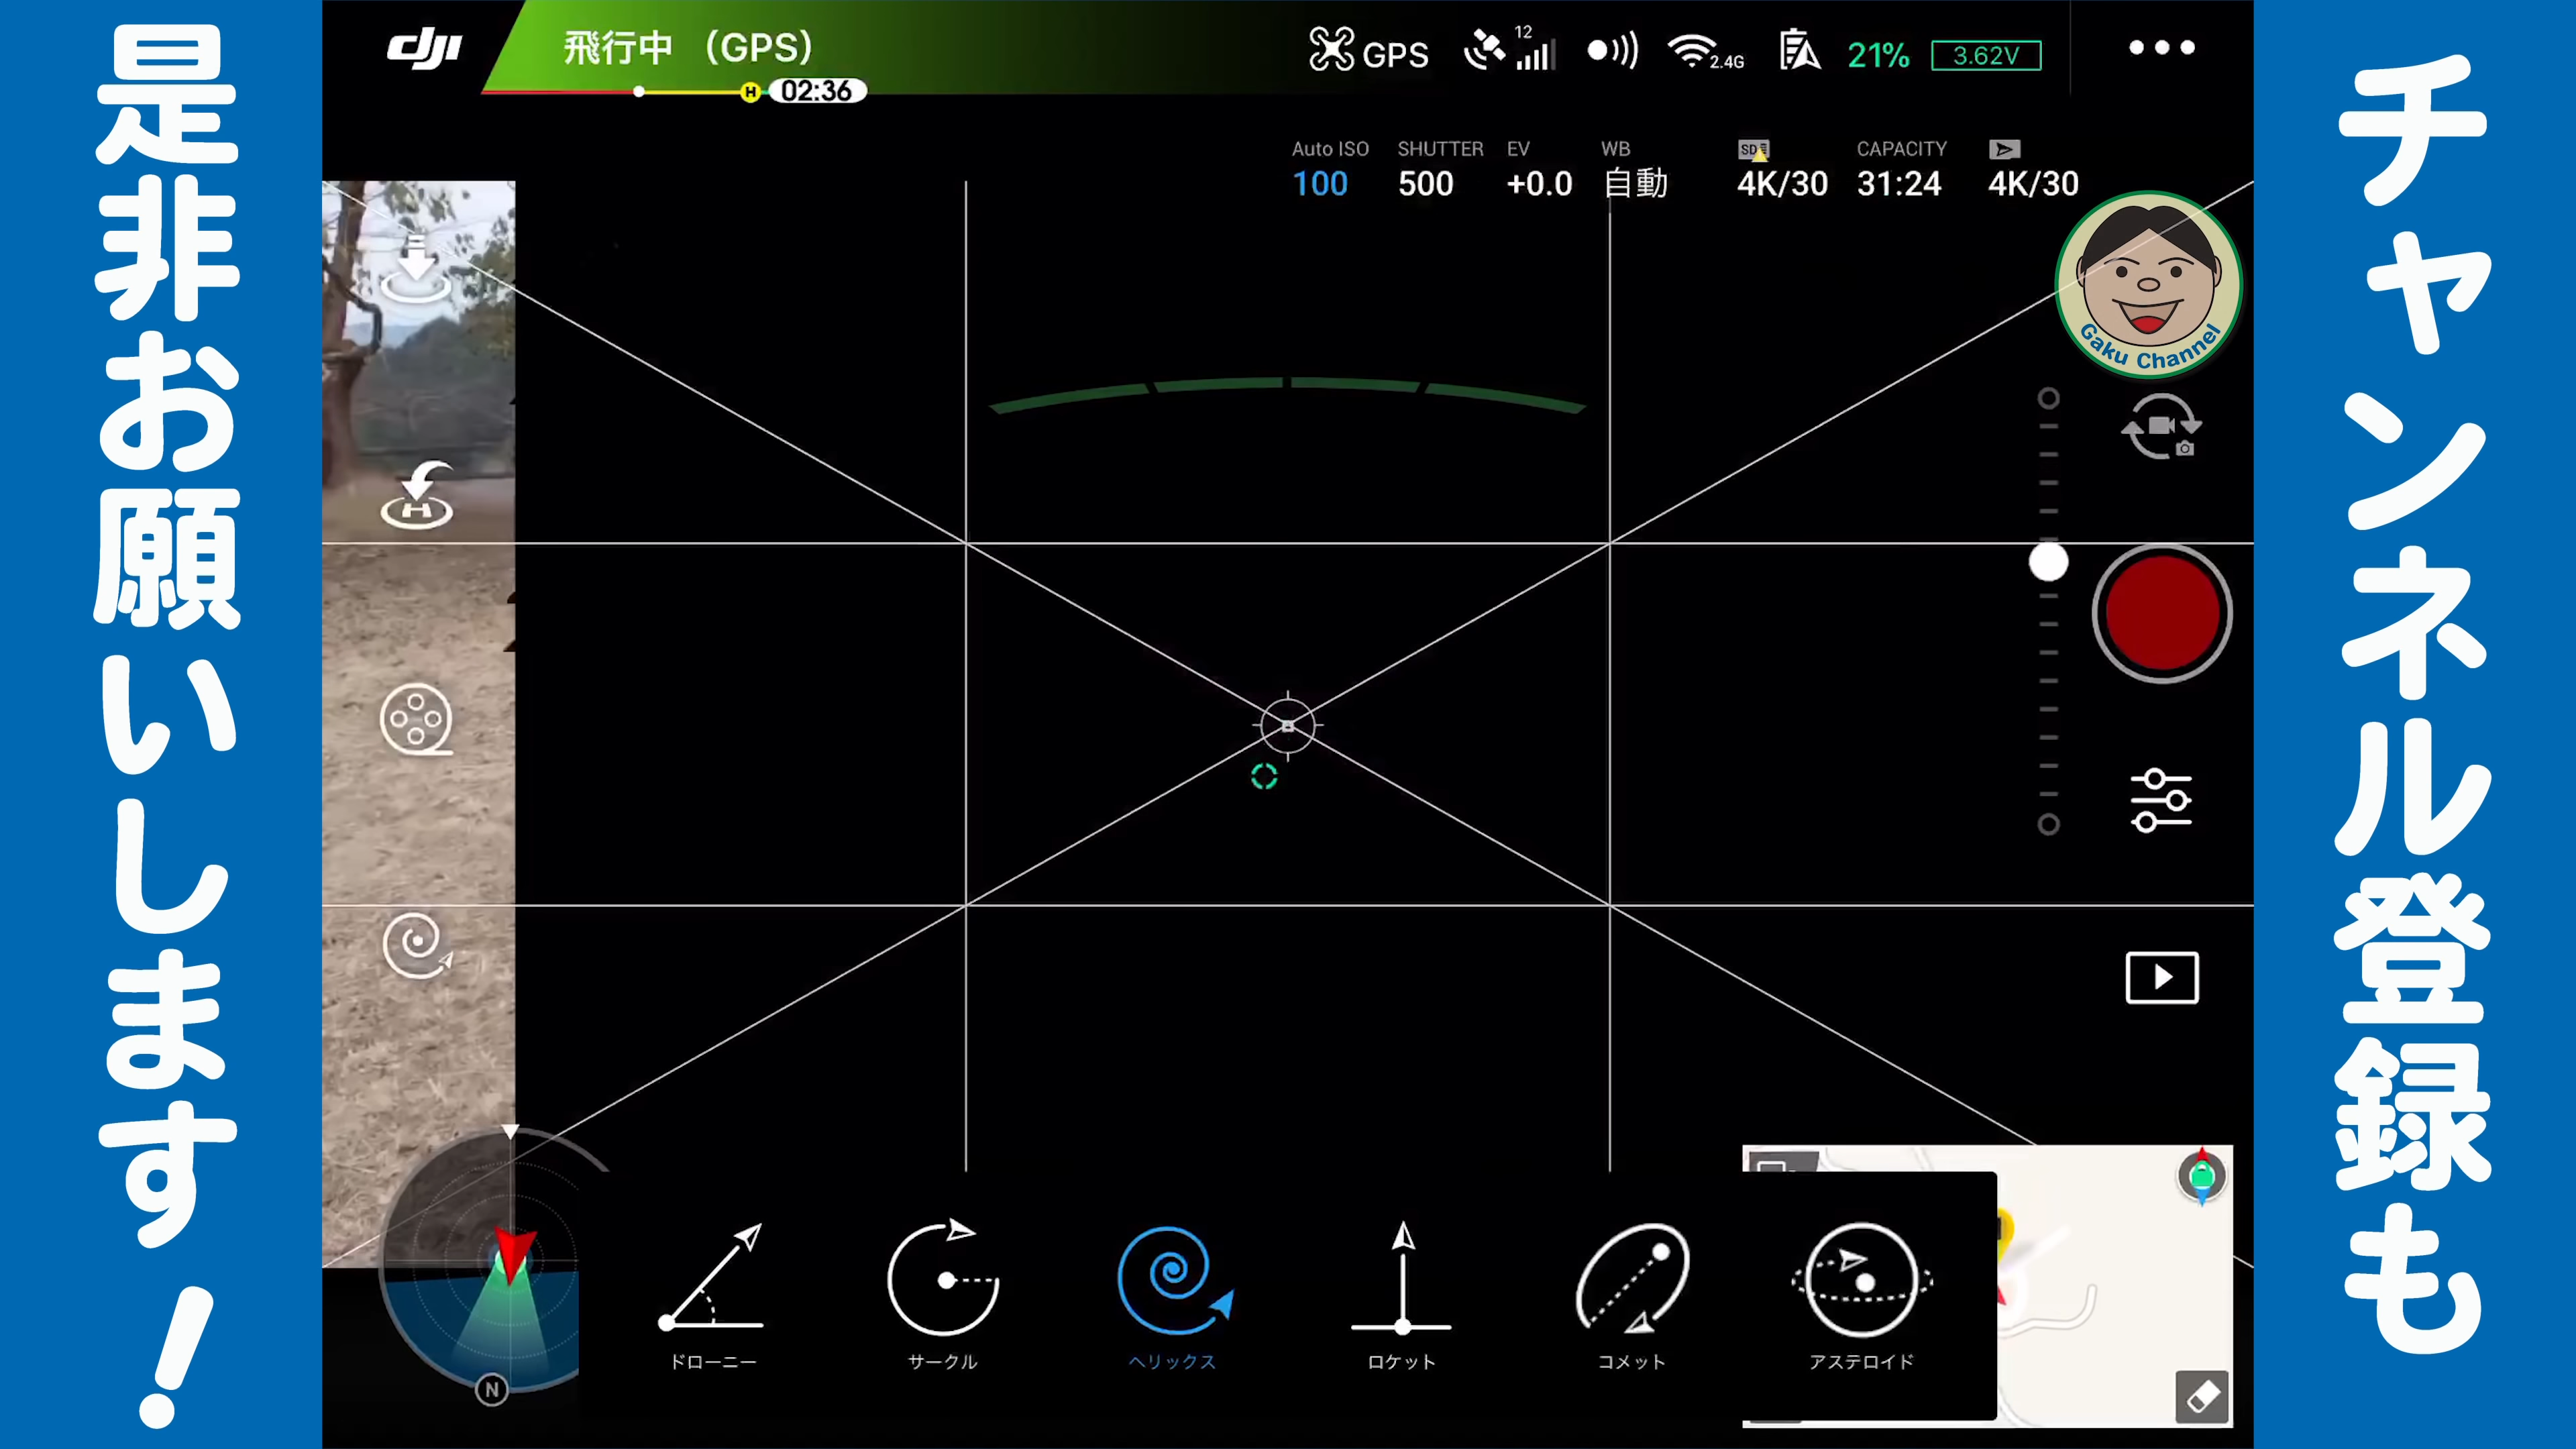 チャンネル登録も
是非お願いします！
dji
飛行中 （GPS）
H
02:36
GPS
12
2.4G
21%
3.62V
Auto ISO
100
SHUTTER
500
EV
+0.0
WB
自動
SD
4K/30
CAPACITY
31:24
4K/30
Gaku Channel
H
N
ドローニー
サークル
ヘリックス
ロケット
コメット
アステロイド